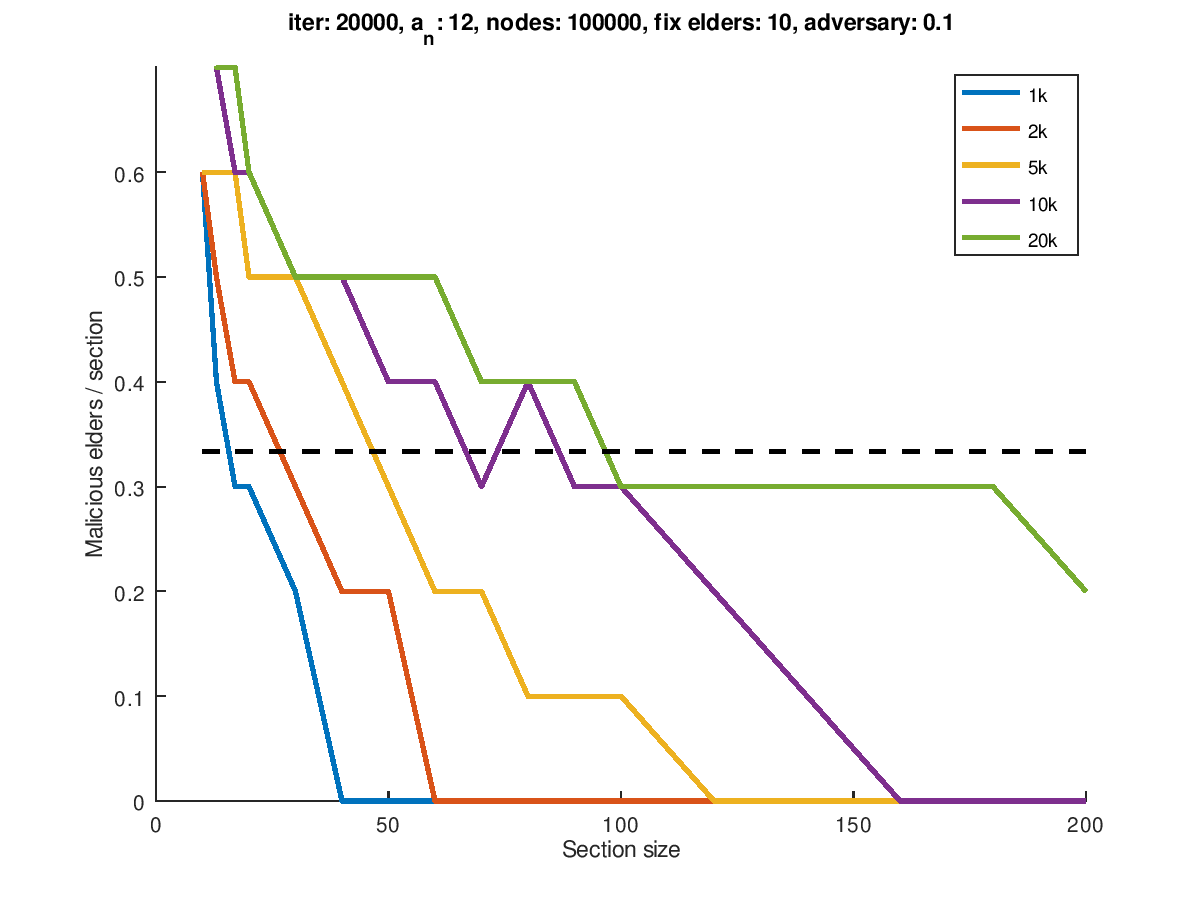 iter: 20000, a_n: 12, nodes: 100000, fix elders: 10, adversary: 0.1
1k
2k
5k
10k
20k
0.6
0.5
0.4
0.3
0.2
0.1
0
Malicious elders / section
0
50
100
150
200
Section size